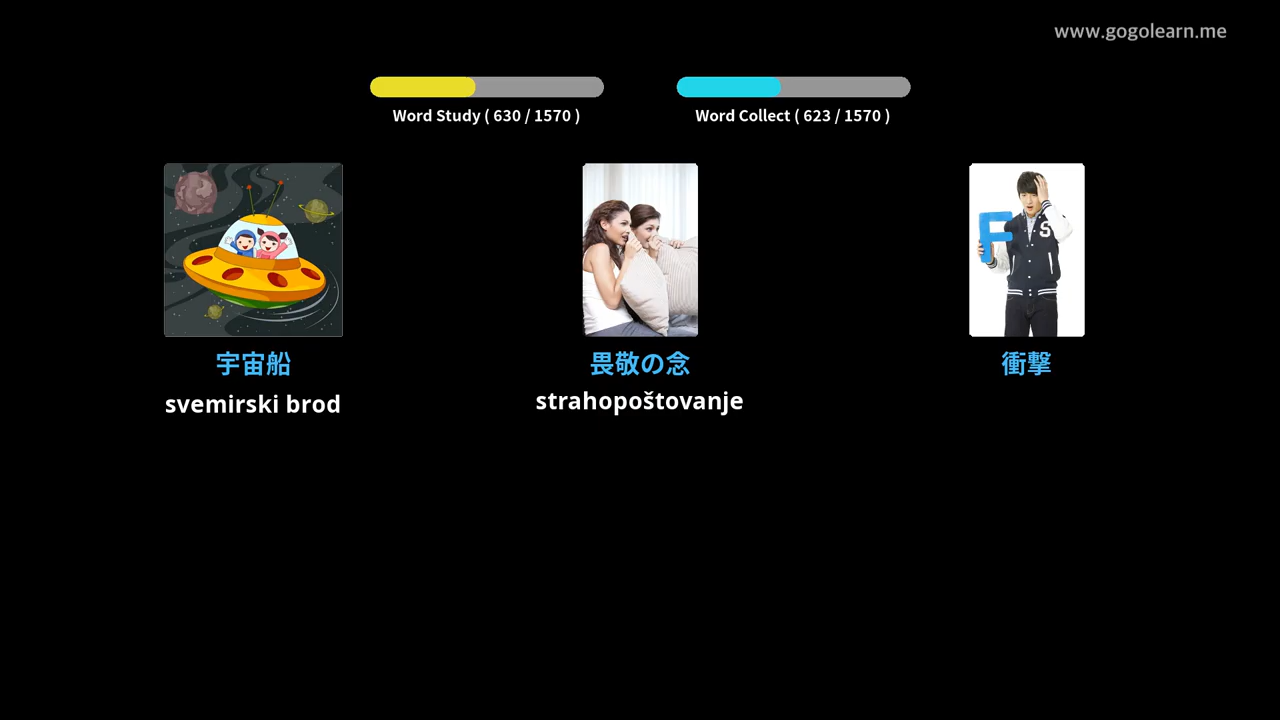 www.gogolearn.me
Word Study ( 630 / 1570 )
Word Collect ( 623 / 1570 )
F
S
宇宙船
畏敬の念
衝撃
svemirski brod
strahopoštovanje